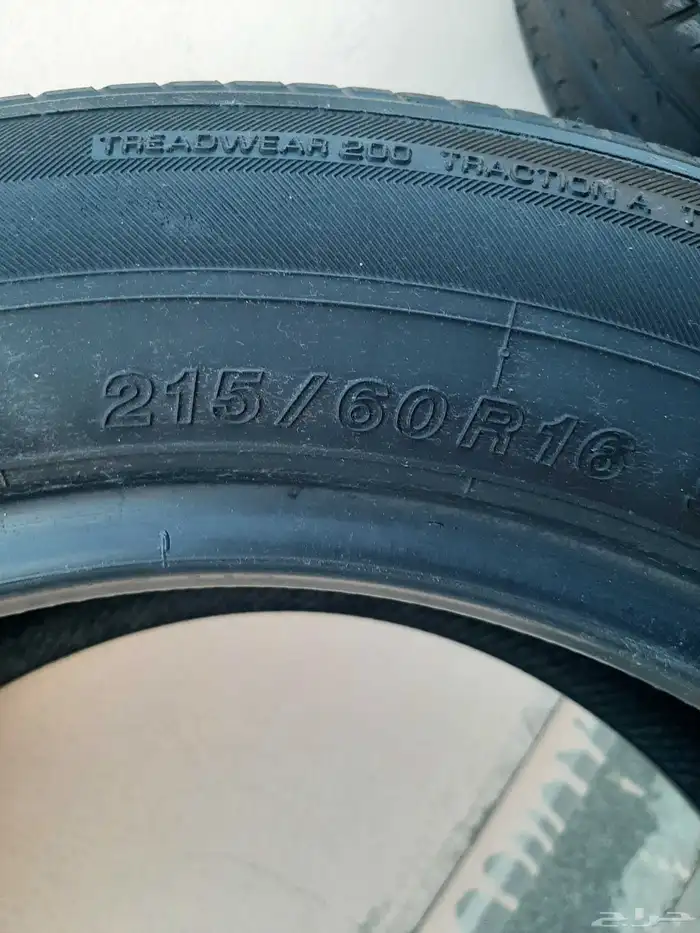 TREADWEAR 200 TRACTION A T
215/60R16
حراج